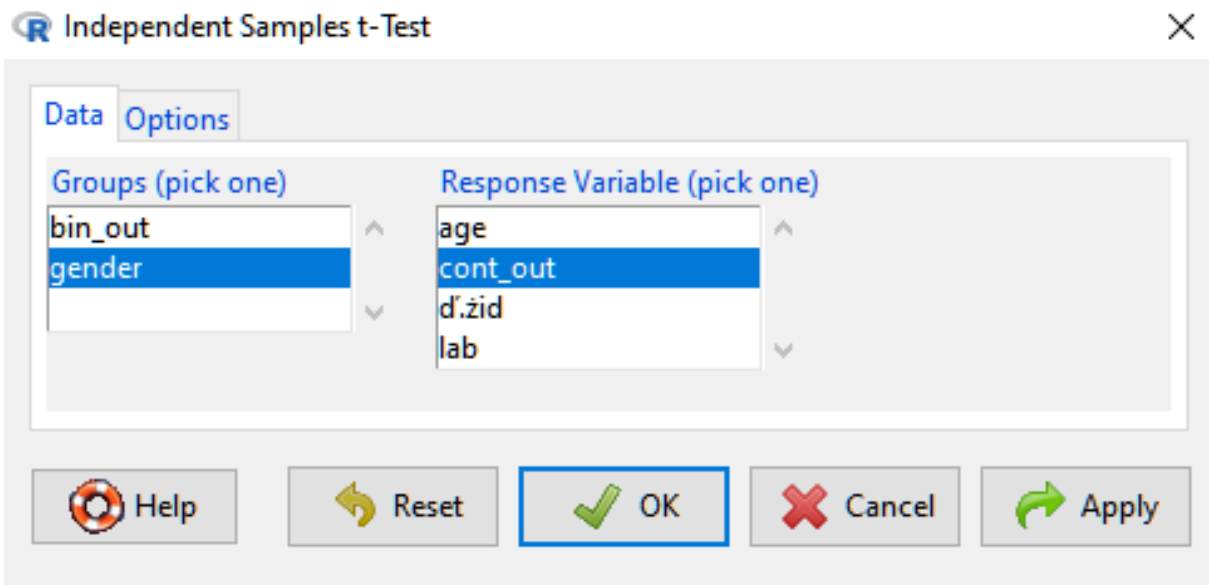 Independent Samples t-Test
Data Options
Groups (pick one) Response Variable (pick one)
bin_out age
gender cont_out
ď.žid
lab
Help Reset OK Cancel Apply